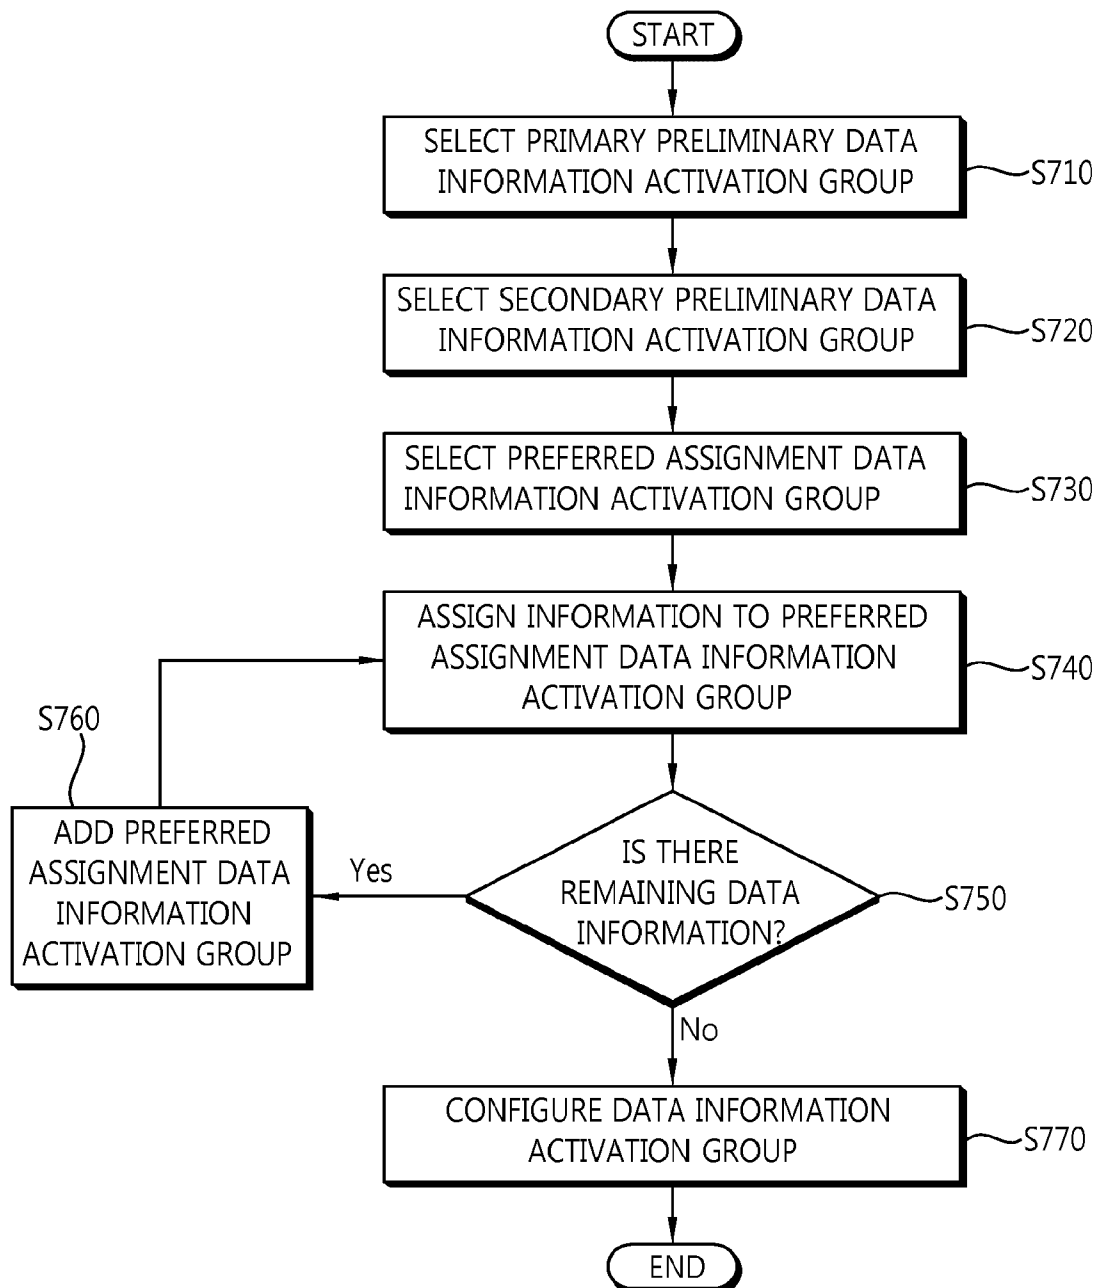 START
SELECT PRIMARY PRELIMINARY DATA
INFORMATION ACTIVATION GROUP
S710
SELECT SECONDARY PRELIMINARY DATA
INFORMATION ACTIVATION GROUP
S720
SELECT PREFERRED ASSIGNMENT DATA
INFORMATION ACTIVATION GROUP
S730
ASSIGN INFORMATION TO PREFERRED
ASSIGNMENT DATA INFORMATION
ACTIVATION GROUP
S740
S760
ADD PREFERRED
ASSIGNMENT DATA
INFORMATION
ACTIVATION GROUP
Yes
IS THERE
REMAINING DATA
INFORMATION?
S750
No
CONFIGURE DATA INFORMATION
ACTIVATION GROUP
S770
END